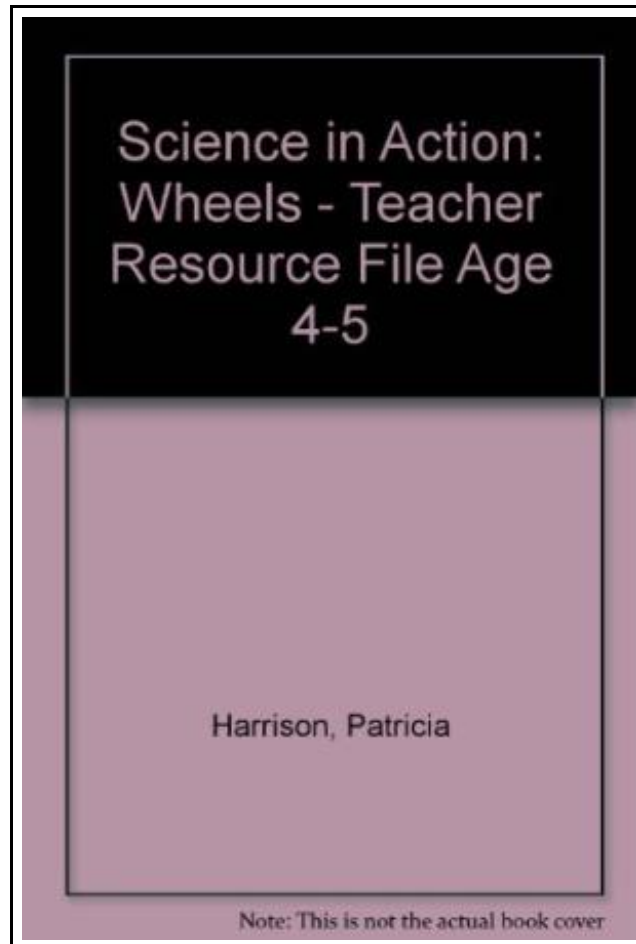 Science in Action:
Wheels - Teacher
Resource File Age
4-5
Harrison, Patricia
Note: This is not the actual book cover